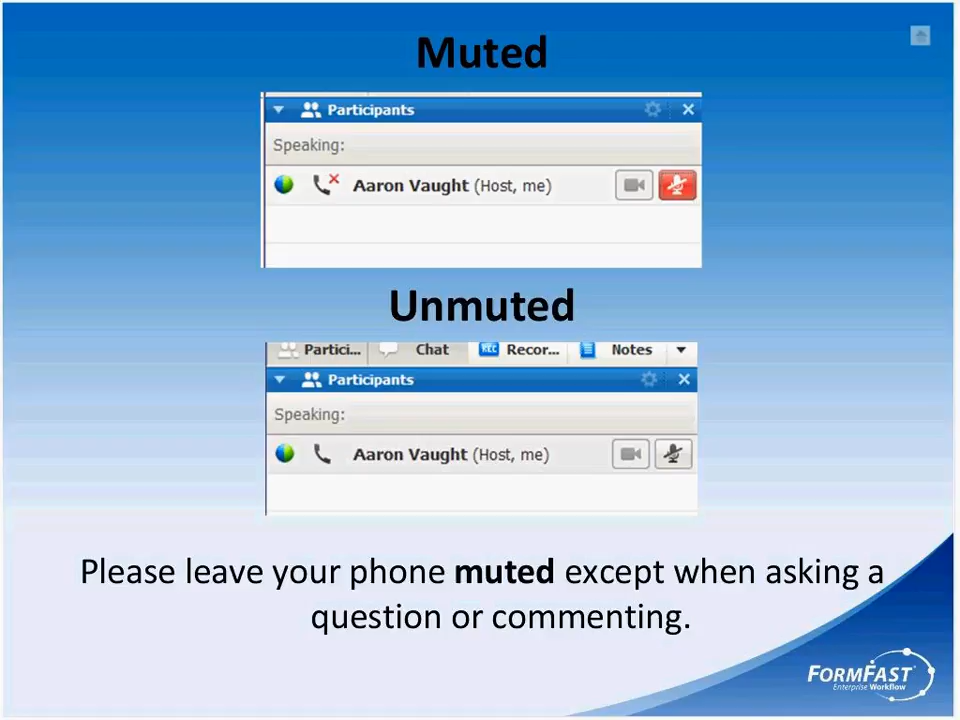 Muted
Participants
Speaking:
Aaron Vaught (Host, me)
Unmuted
Partici... Chat REC Recor... Notes
Participants
Speaking:
Aaron Vaught (Host, me)
Please leave your phone muted except when asking a
question or commenting.
FORMFAST
Enterprise Workflow